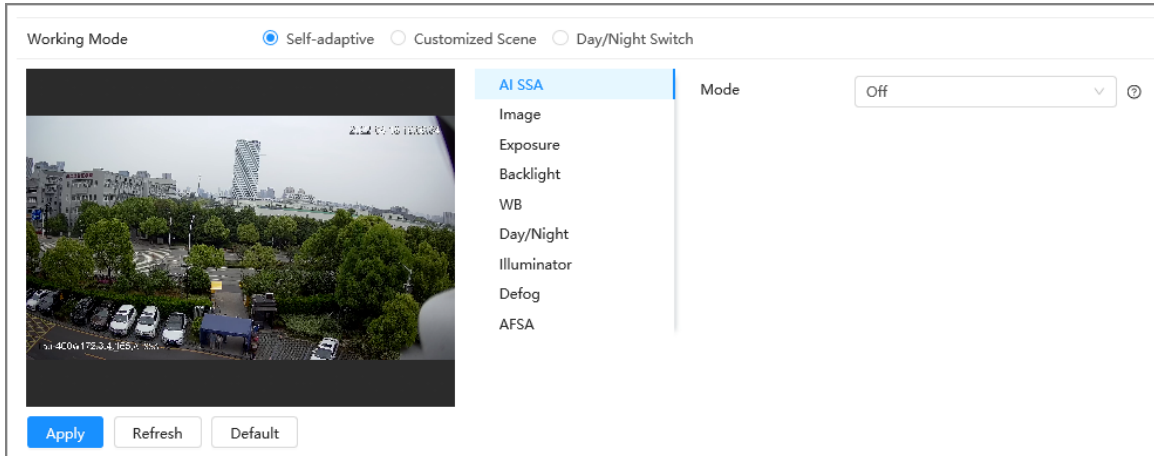 Working Mode Self-adaptive Customized Scene Day/Night Switch
AI SSA
Mode Off
Image
Exposure
Backlight
WB
Day/Night
Illuminator
Defog
AFSA
Apply Refresh Default